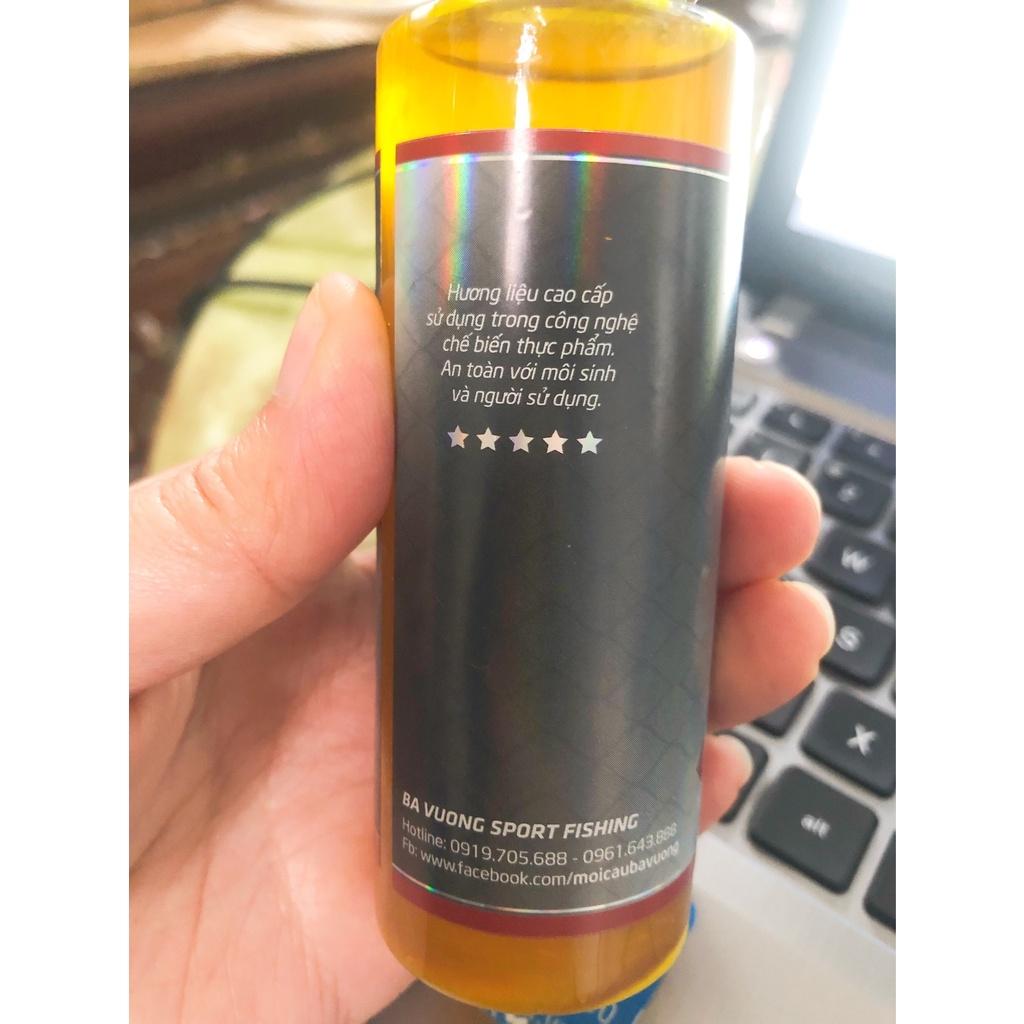 Hương liệu cao cấp
sử dụng trong công nghệ
chế biến thực phẩm.
An toàn với môi sinh
và người sử dụng.
BA VUONG SPORT FISHING
Hotline: 0919.705.688 - 0961.643.888
Fb: www.facebook.com/moicaubavuong
W
S
X
alt